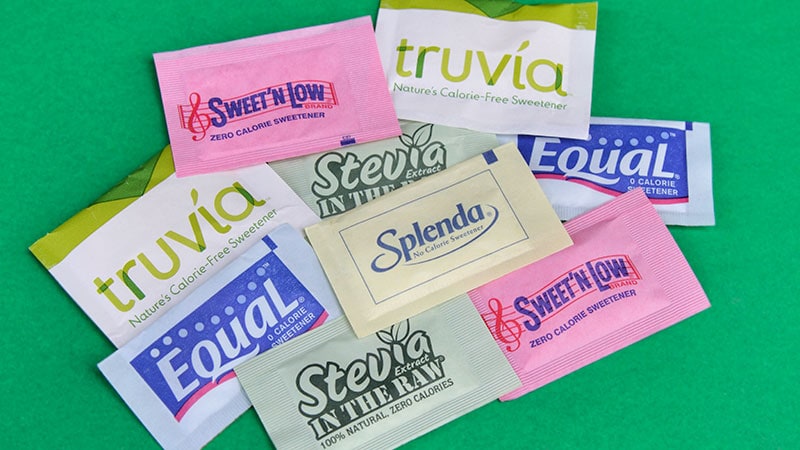 truvía
Nature's Calorie-Free Sweetener
SWEET'N LOW
BRAND
ZERO CALORIE SWEETENER
Stevia
Extract
IN THE RAW
EQUAL
0 CALORIE
SWEETENER
truvía
Nature's Calorie-Free Sweetener
Splenda
No Calorie Sweetener
SWEET'N LOW
BRAND
ZERO CALORIE SWEETENER
EQUAL
0 CALORIE
SWEETENER
Stevia
Extract
IN THE RAW
100% NATURAL, ZERO CALORIES